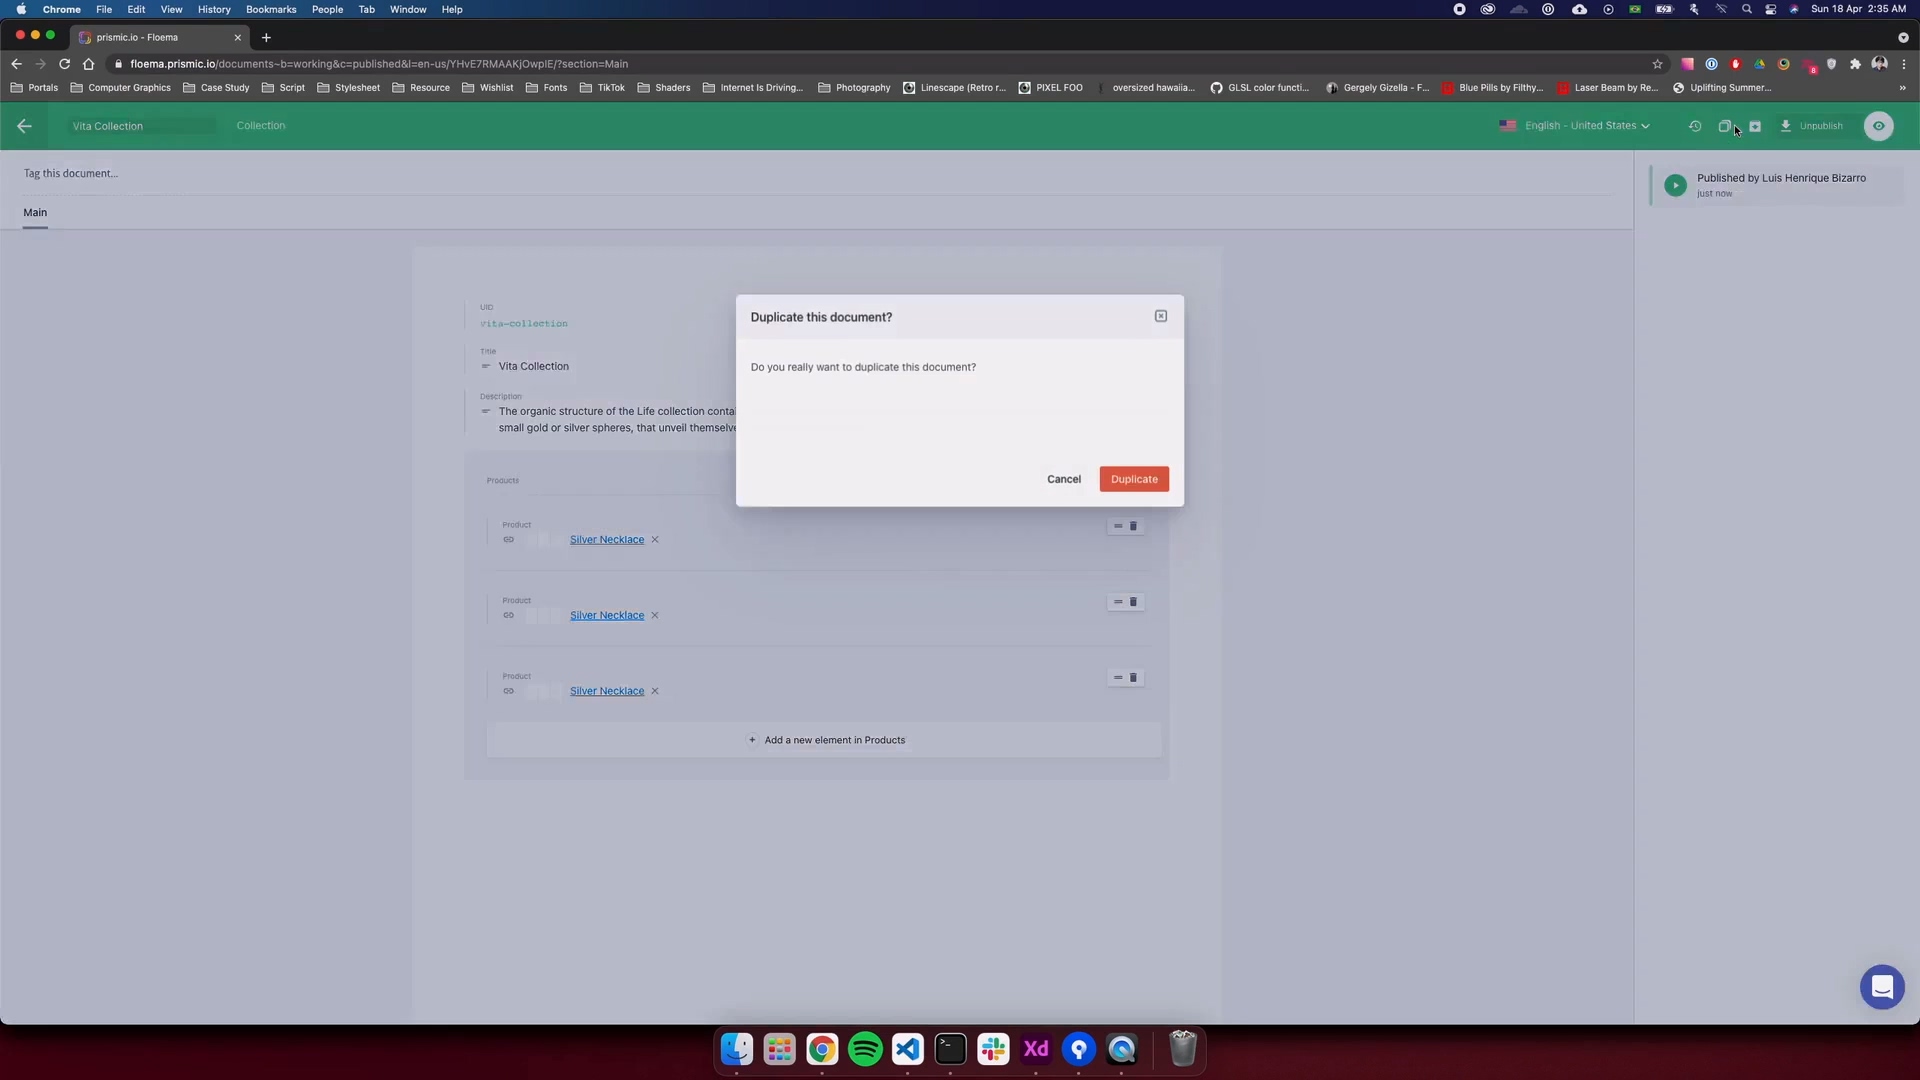 Chrome File Edit View History Bookmarks People Tab Window Help
Sun 18 Apr 2:35 AM
prismic.io - Floema
floema.prismic.io/documents~b=working&c=published&l=en-us/YHvE7RMAAKjOwpIE/?section=Main
Portals Computer Graphics Case Study Script Stylesheet Resource Wishlist Fonts TikTok Shaders Internet Is Driving... Photography Linescape (Retro r... PIXEL FOO oversized hawaiia... GLSL color functi... Gergely Gizella - F... Blue Pills by Filthy... Laser Beam by Re... Uplifting Summer... »
Vita Collection Collection English - United States Unpublish
Tag this document...
Main
Published by Luis Henrique Bizarro
just now
UID
vita-collection
Title
Vita Collection
Description
The organic structure of the Life collection conta
small gold or silver spheres, that unveil themselve
Duplicate this document?
Do you really want to duplicate this document?
Cancel Duplicate
Products
Product
Silver Necklace
Product
Silver Necklace
Product
Silver Necklace
+ Add a new element in Products
Xd